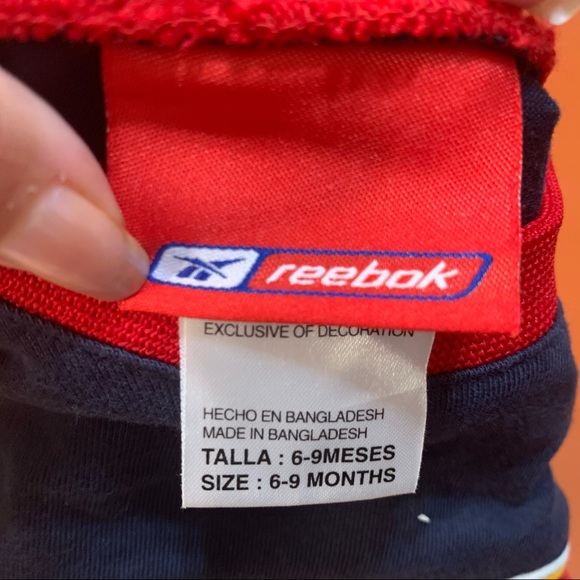 reebok
EXCLUSIVE OF DECORATION
HECHO EN BANGLADESH
MADE IN BANGLADESH
TALLA : 6-9MESES
SIZE : 6-9 MONTHS